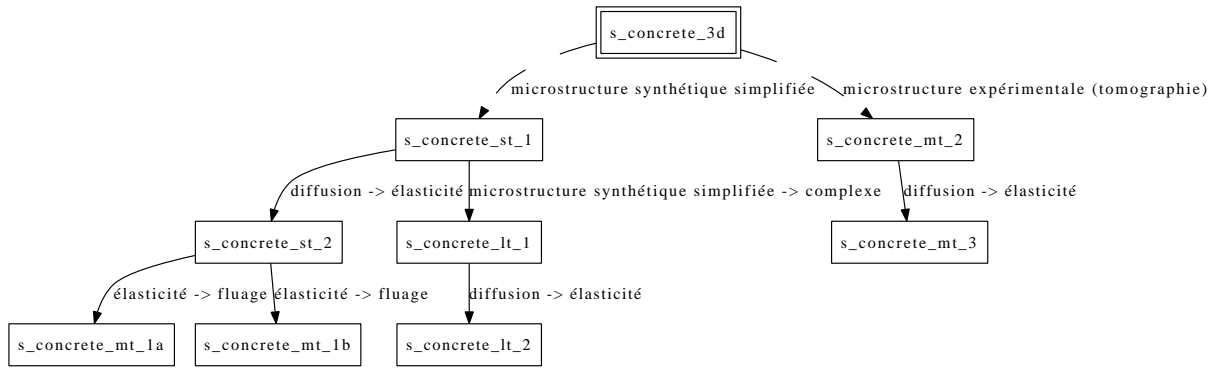 s_concrete_3d
microstructure synthétique simplifiée
microstructure expérimentale (tomographie)
s_concrete_st_1
s_concrete_mt_2
diffusion -> élasticité
microstructure synthétique simplifiée -> complexe
diffusion -> élasticité
s_concrete_st_2
s_concrete_lt_1
s_concrete_mt_3
élasticité -> fluage
élasticité -> fluage
diffusion -> élasticité
s_concrete_mt_1a
s_concrete_mt_1b
s_concrete_lt_2